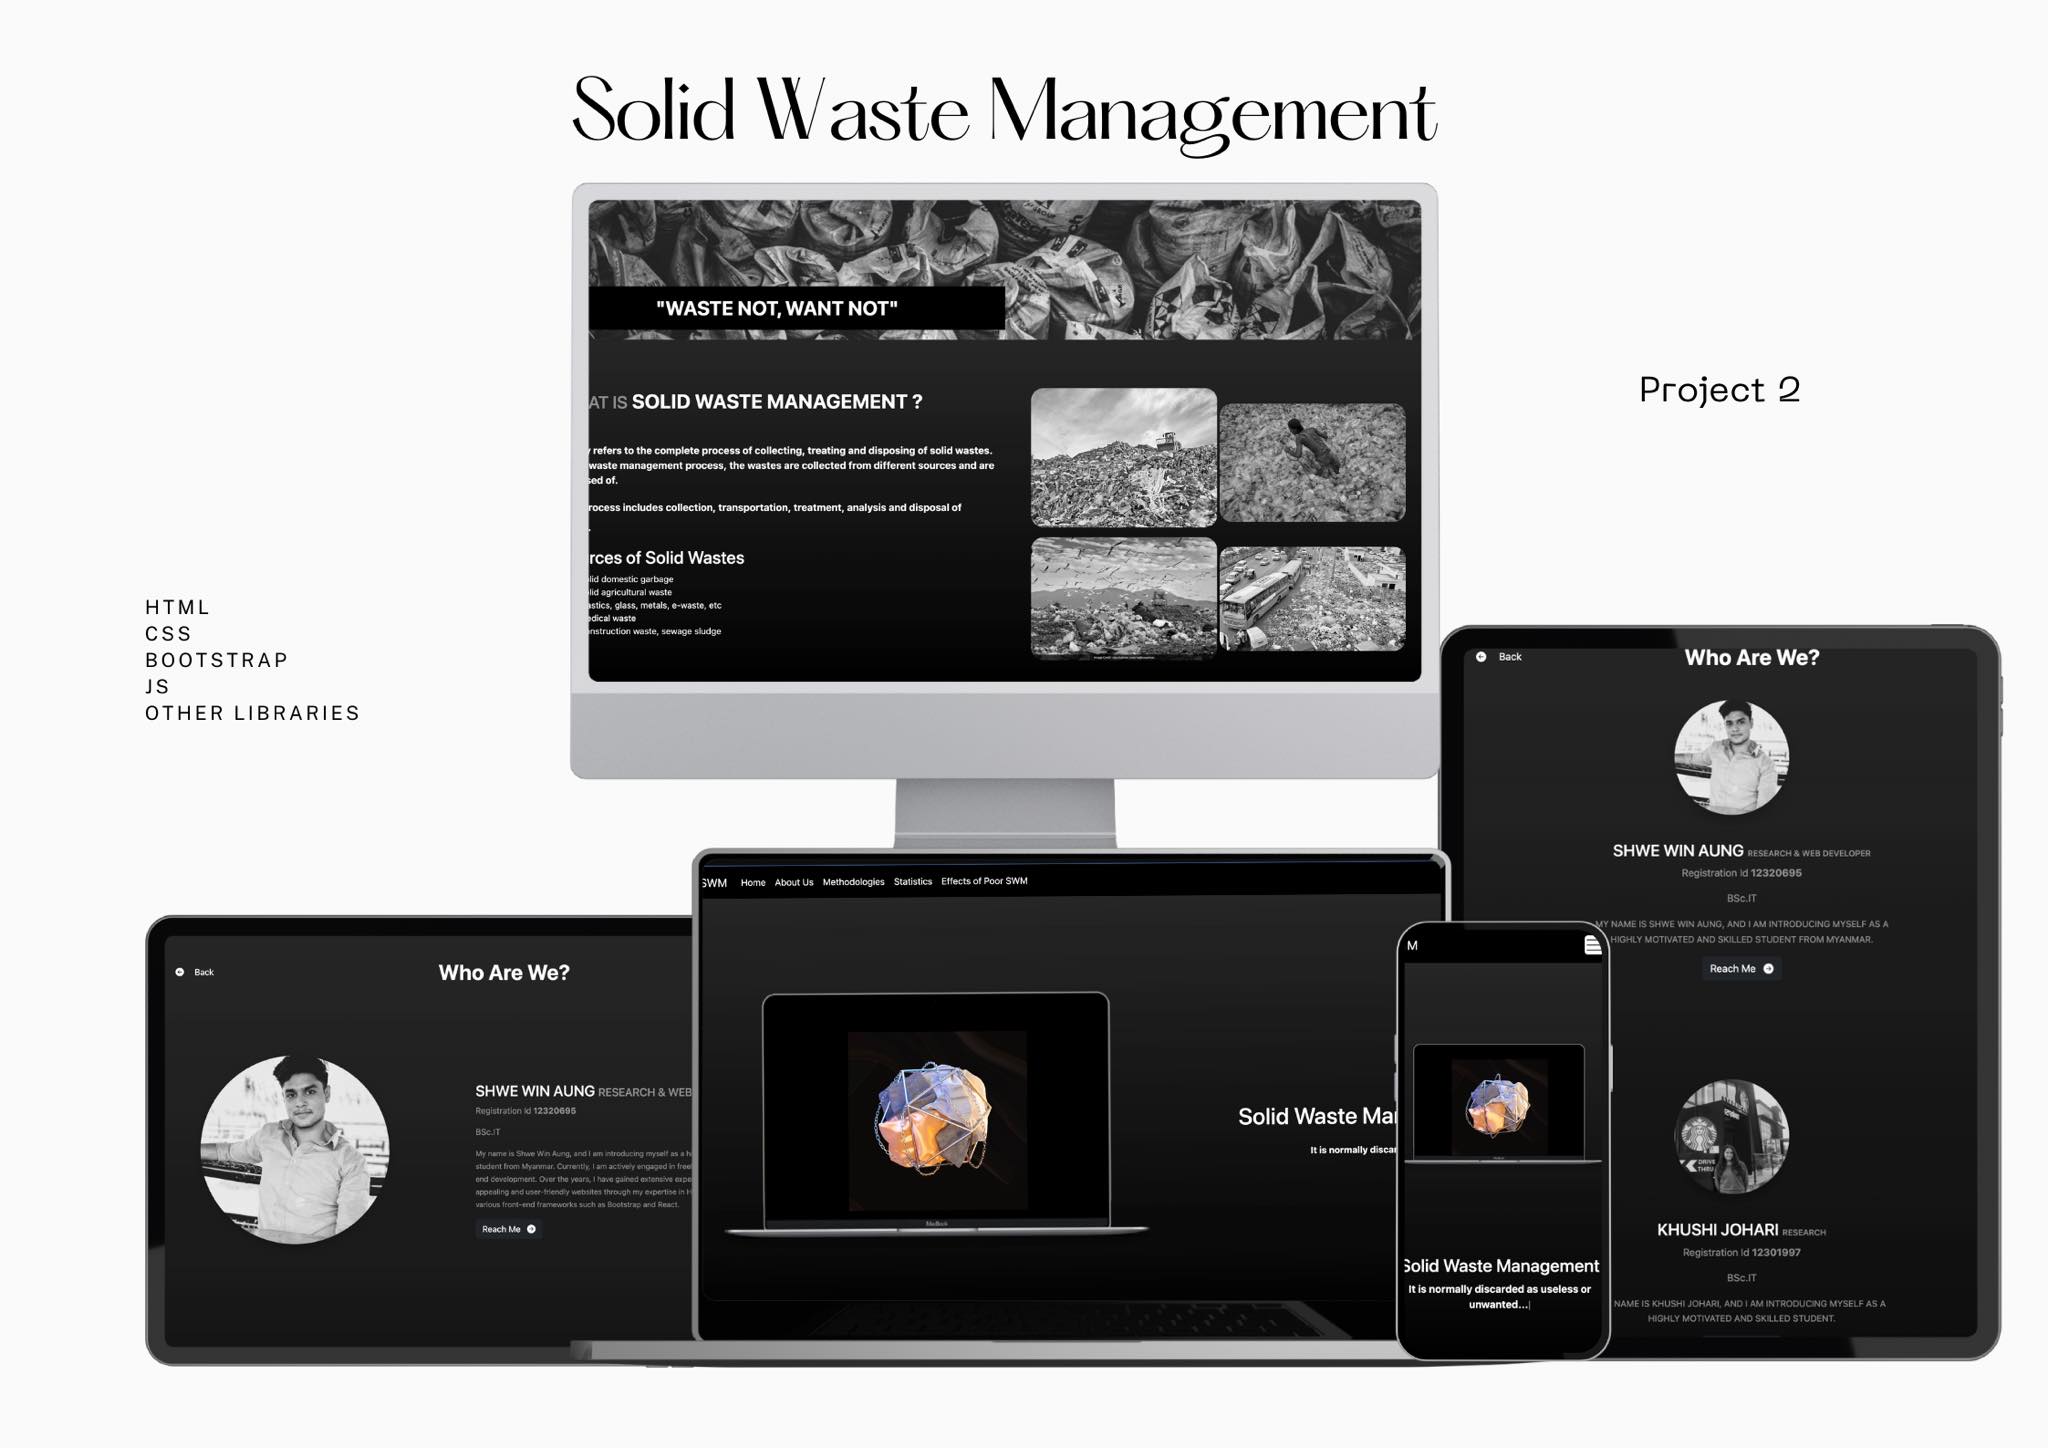 Solid Waste Management
"WASTE NOT, WANT NOT"
AT IS SOLID WASTE MANAGEMENT ?
refers to the complete process of collecting, treating and disposing of solid wastes.
waste management process, the wastes are collected from different sources and are
sed of.
rocess includes collection, transportation, treatment, analysis and disposal of
.
rces of Solid Wastes
lid domestic garbage
lid agricultural waste
astics, glass, metals, e-waste, etc
edical waste
nstruction waste, sewage sludge
Project 2
HTML
CSS
BOOTSTRAP
JS
OTHER LIBRARIES
Back
Who Are We?
SHWE WIN AUNG RESEARCH & WEB DEVELOPER
Registration Id 12320695
BSc.IT
MY NAME IS SHWE WIN AUNG, AND I AM INTRODUCING MYSELF AS A
HIGHLY MOTIVATED AND SKILLED STUDENT FROM MYANMAR.
Reach Me
DRIVE
THRU
KHUSHI JOHARI RESEARCH
Registration Id 12301997
BSc.IT
NAME IS KHUSHI JOHARI, AND I AM INTRODUCING MYSELF AS A
HIGHLY MOTIVATED AND SKILLED STUDENT.
Back
Who Are We?
SHWE WIN AUNG RESEARCH & WEB
Registration Id 12320695
BSc.IT
My name is Shwe Win Aung, and I am introducing myself as a h
student from Myanmar. Currently, I am actively engaged in free
end development. Over the years, I have gained extensive expe
appealing and user-friendly websites through my expertise in H
various front-end frameworks such as Bootstrap and React.
Reach Me
SWM Home About Us Methodologies Statistics Effects of Poor SWM
MacBook
Solid Waste Ma
It is normally discar
M
Solid Waste Management
It is normally discarded as useless or
unwanted...|